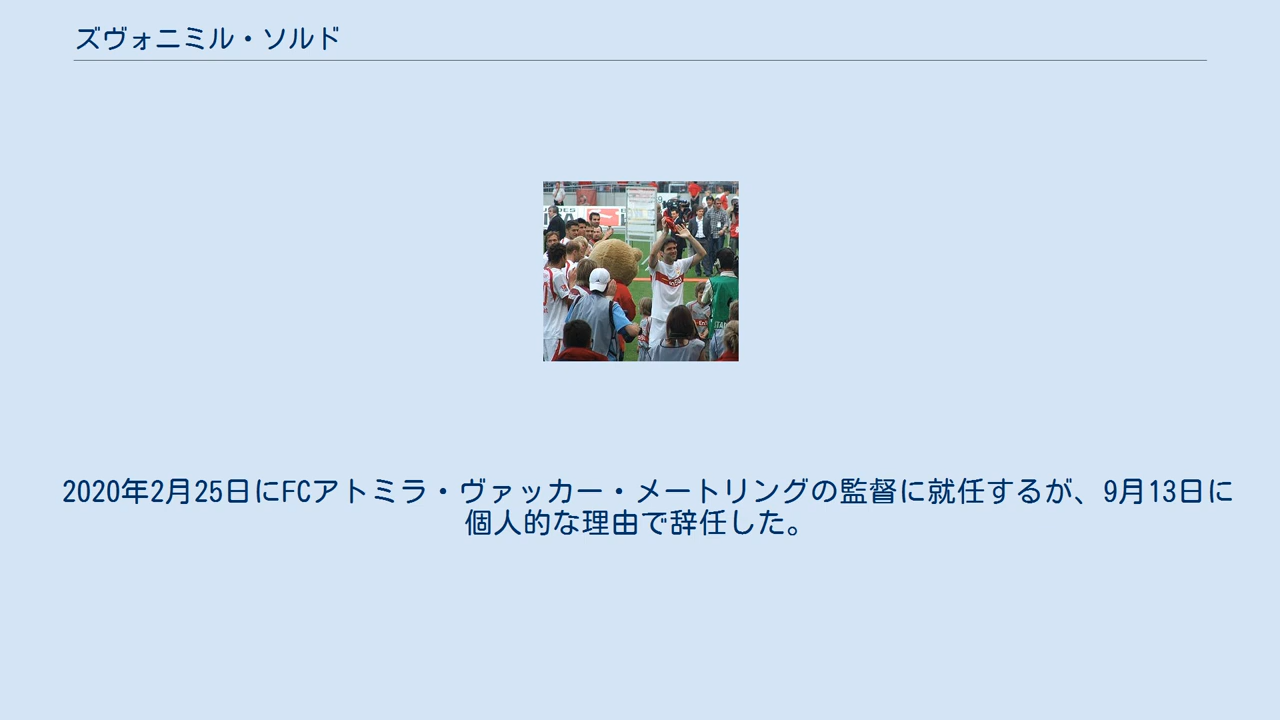 ズヴォニミル・ソルド
2020年2月25日にFCアトミラ・ヴァッカー・メートリングの監督に就任するが、9月13日に
個人的な理由で辞任した。